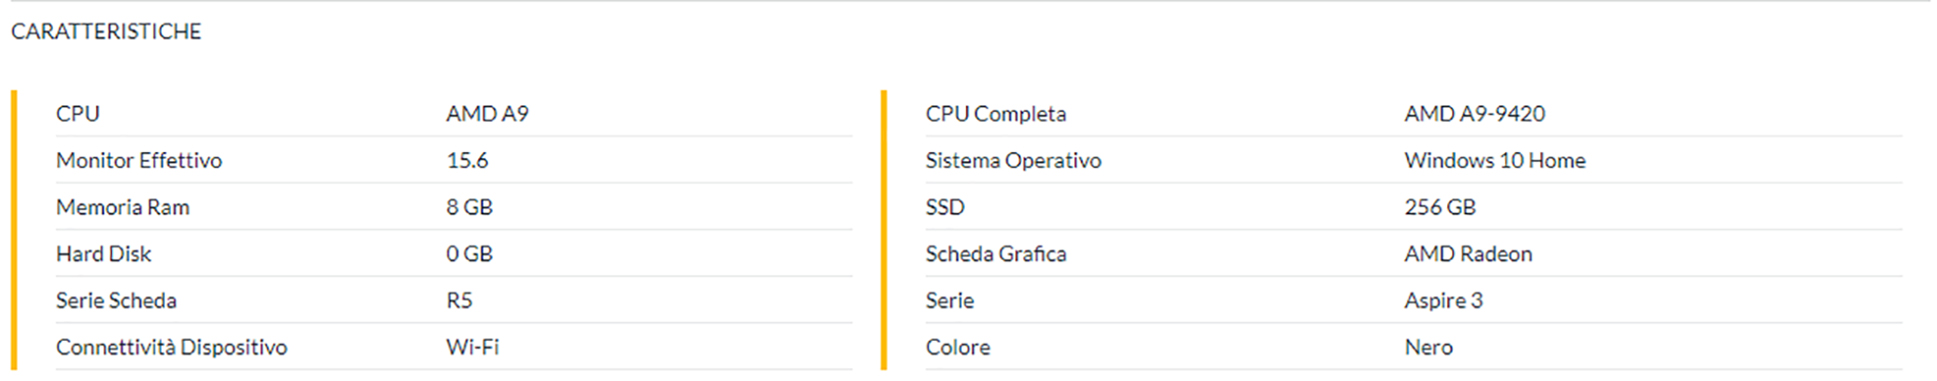 CARATTERISTICHE
CPU AMD A9 CPU Completa AMD A9-9420
Monitor Effettivo 15.6 Sistema Operativo Windows 10 Home
Memoria Ram 8 GB SSD 256 GB
Hard Disk 0 GB Scheda Grafica AMD Radeon
Serie Scheda R5 Serie Aspire 3
Connettività Dispositivo Wi-Fi Colore Nero